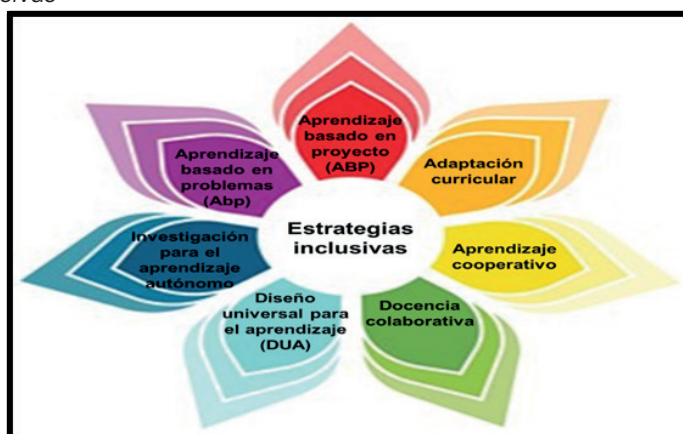 Aprendizaje
basado en
proyecto
(ABP)
Adaptación
curricular
Aprendizaje
cooperativo
Docencia
colaborativa
Diseño
universal para
el aprendizaje
(DUA)
Investigación
para el
aprendizaje
autónomo
Aprendizaje
basado en
problemas
(Abp)
Estrategias
inclusivas